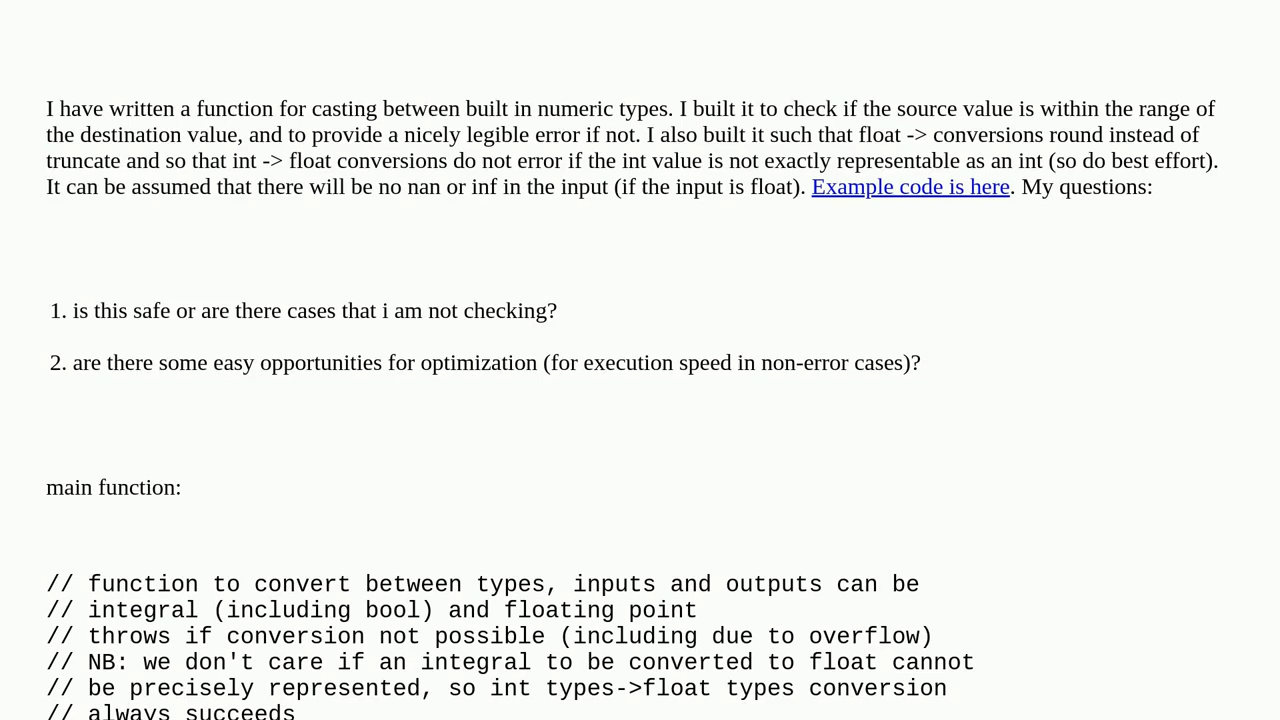 I have written a function for casting between built in numeric types. I built it to check if the source value is within the range of
the destination value, and to provide a nicely legible error if not. I also built it such that float -> conversions round instead of
truncate and so that int -> float conversions do not error if the int value is not exactly representable as an int (so do best effort).
It can be assumed that there will be no nan or inf in the input (if the input is float). Example code is here. My questions:
1. is this safe or are there cases that i am not checking?
2. are there some easy opportunities for optimization (for execution speed in non-error cases)?
main function:
// function to convert between types, inputs and outputs can be
// integral (including bool) and floating point
// throws if conversion not possible (including due to overflow)
// NB: we don't care if an integral to be converted to float cannot
// be precisely represented, so int types->float types conversion
// always succeeds